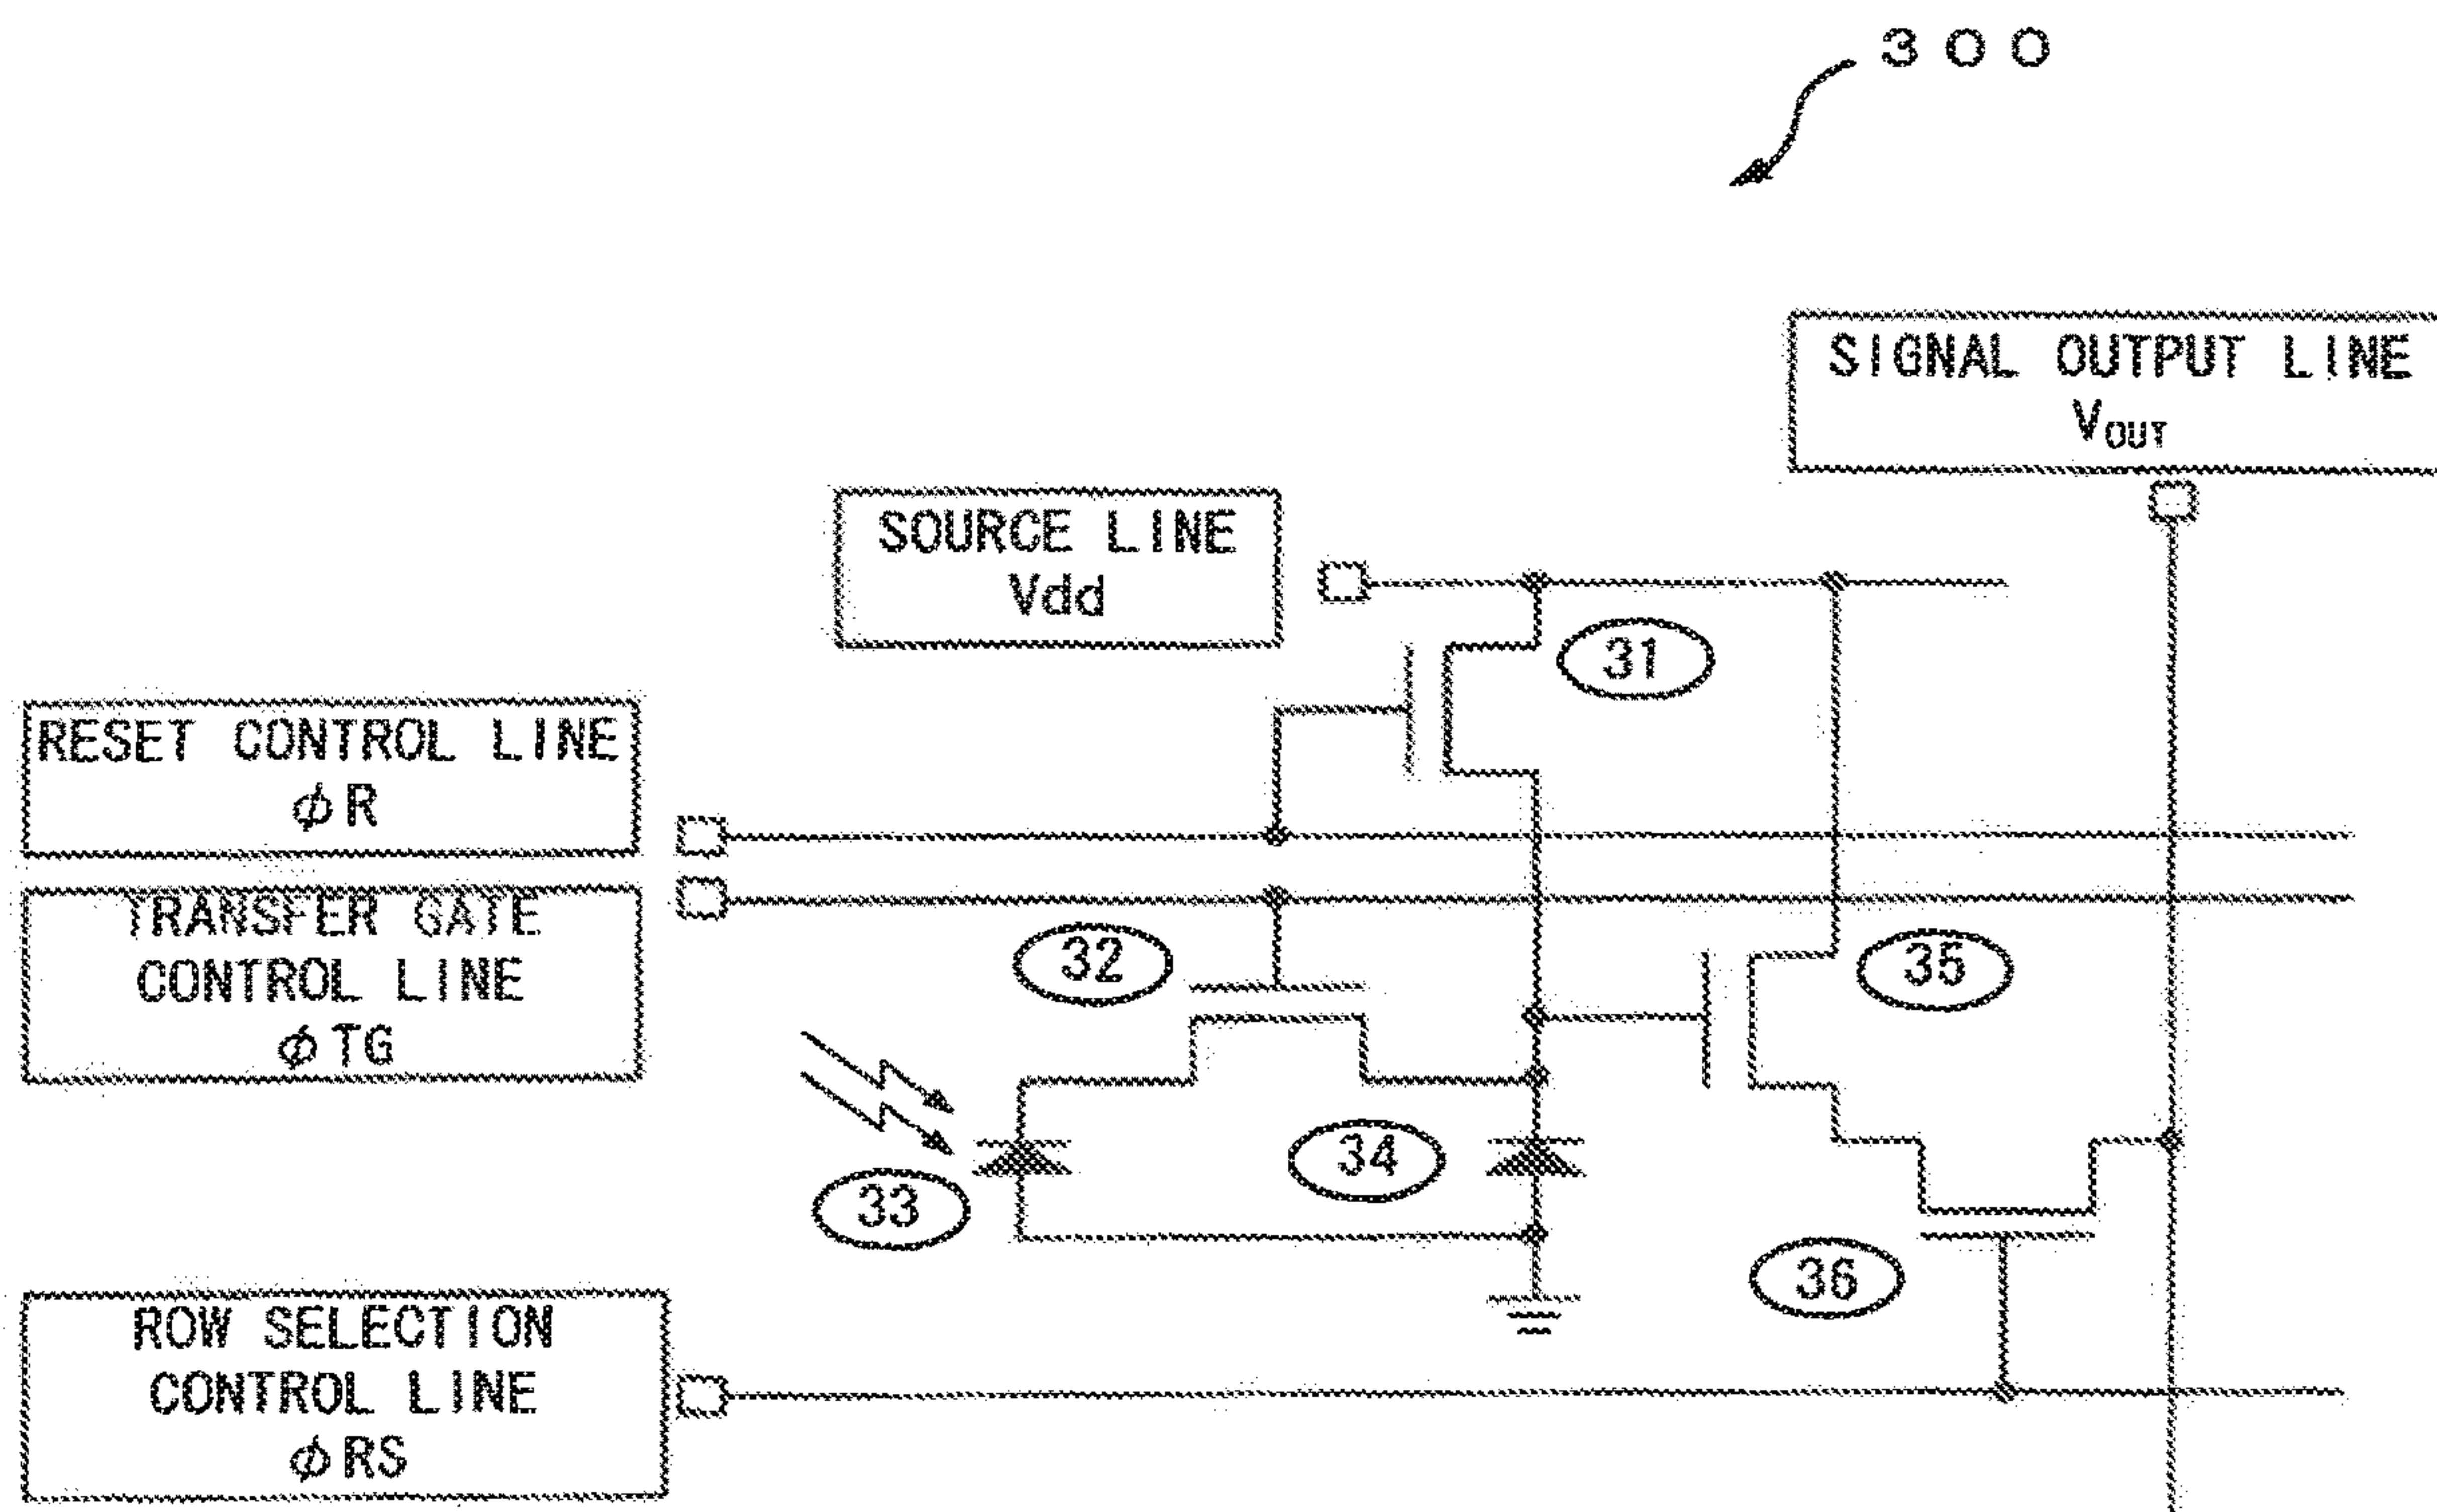 300
SIGNAL OUTPUT LINE
VOUT
SOURCE LINE
Vdd
31
RESET CONTROL LINE
φR
TRANSFER GATE
CONTROL LINE
φTG
32
35
34
33
36
ROW SELECTION
CONTROL LINE
φRS